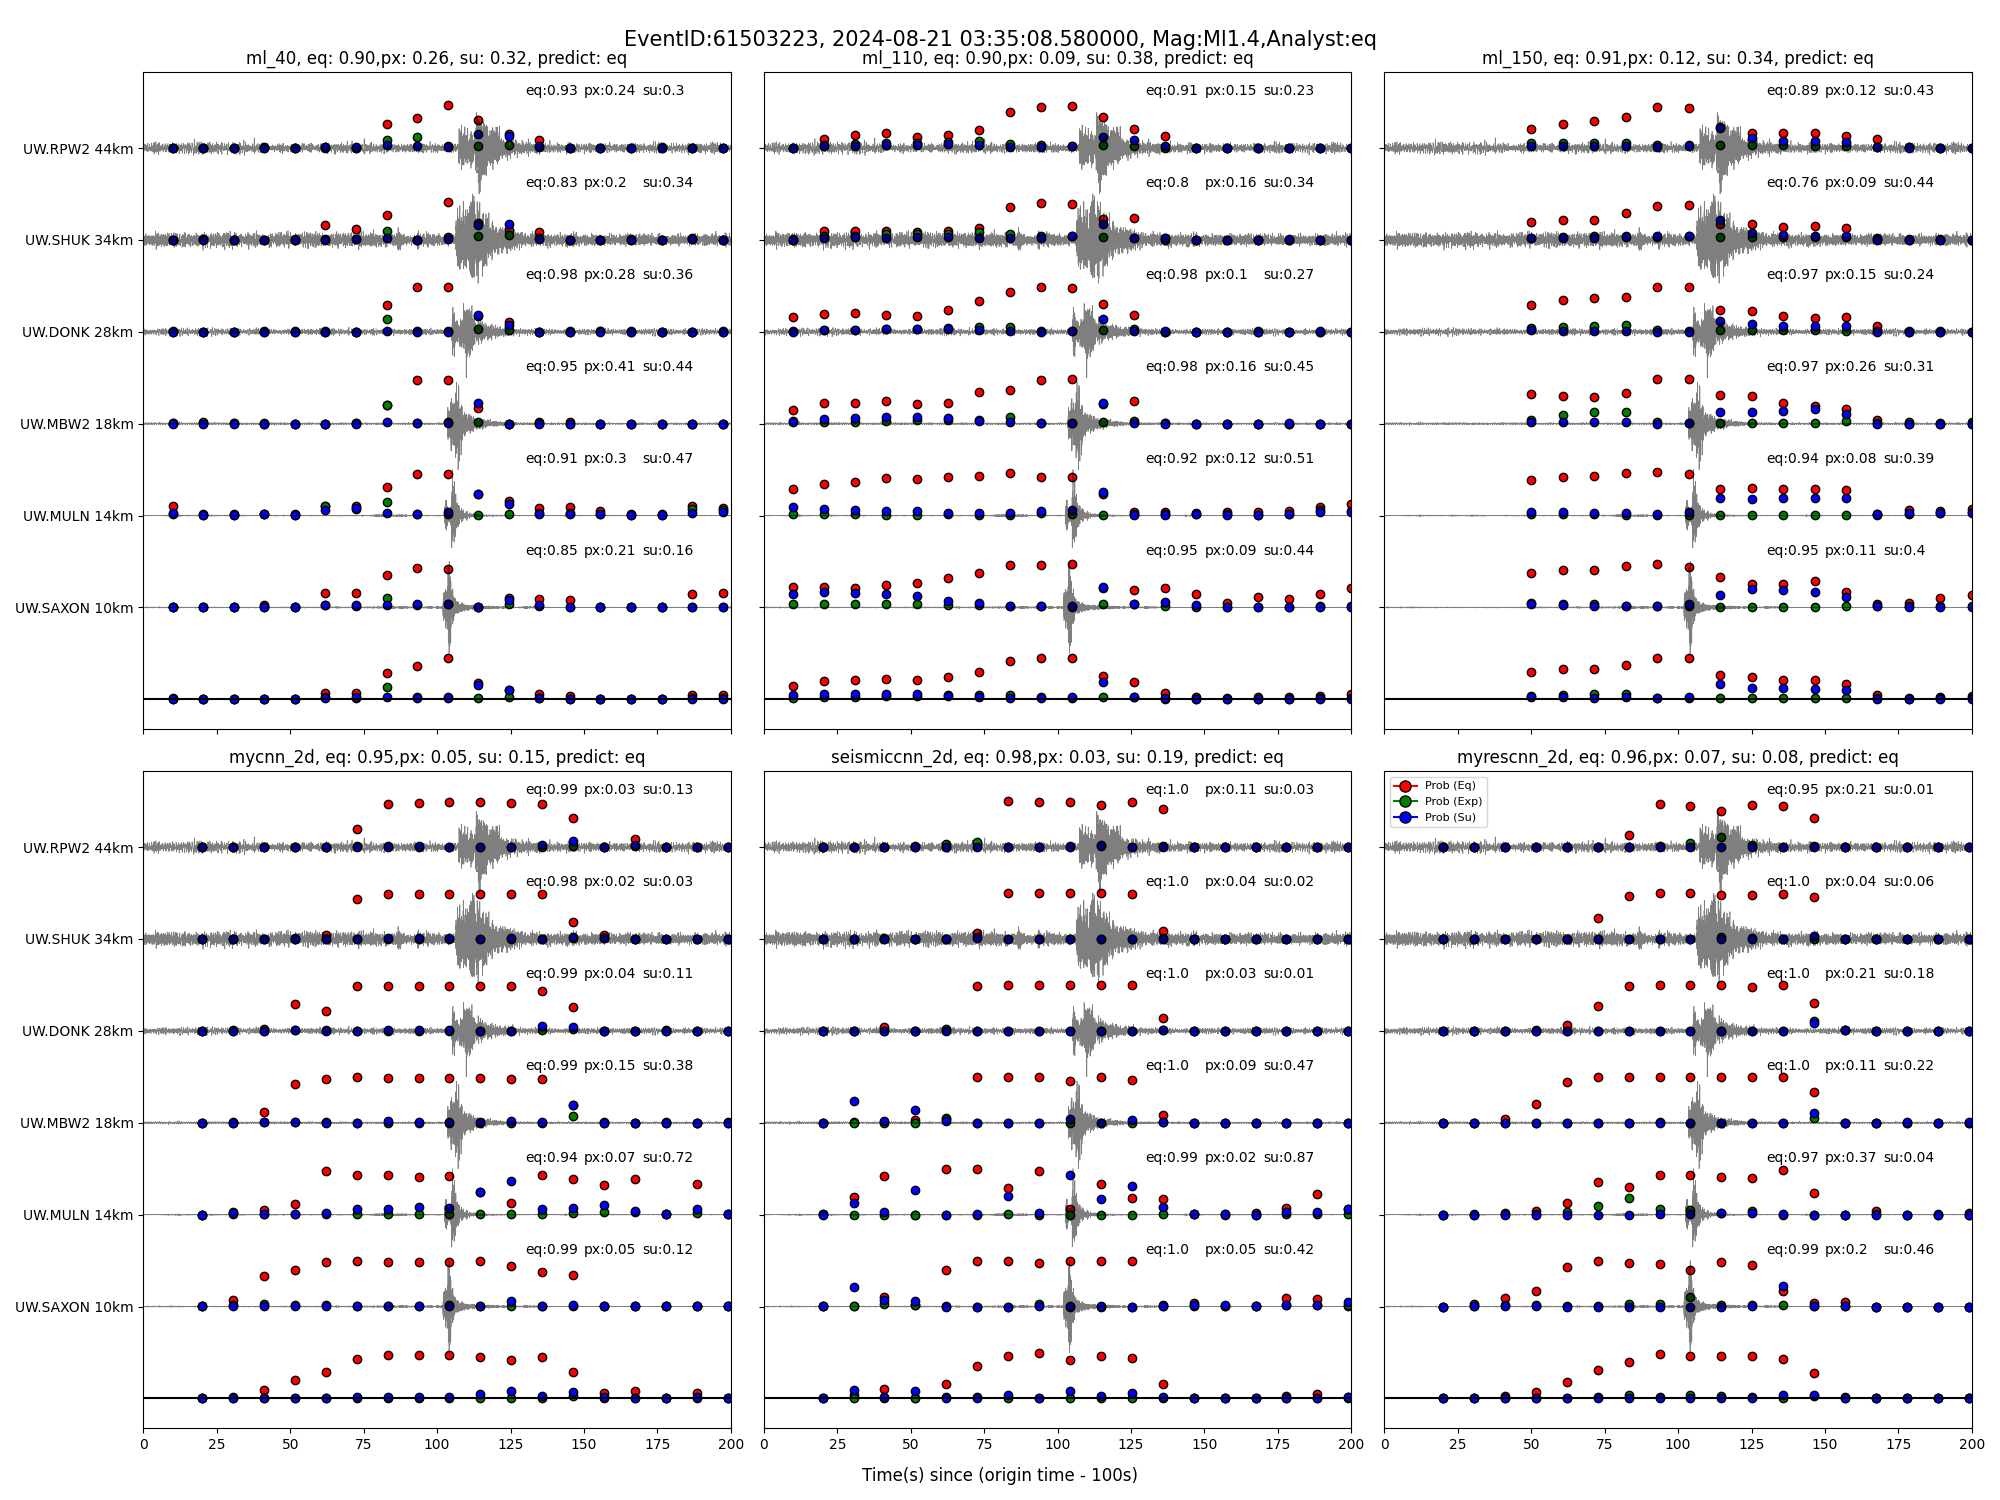 EventID:61503223, 2024-08-21 03:35:08.580000, Mag:Ml1.4,Analyst:eq
ml_40, eq: 0.90,px: 0.26, su: 0.32, predict: eq
ml_110, eq: 0.90,px: 0.09, su: 0.38, predict: eq
ml_150, eq: 0.91,px: 0.12, su: 0.34, predict: eq
eq:0.93 px:0.24 su:0.3
eq:0.91 px:0.15 su:0.23
eq:0.89 px:0.12 su:0.43
UW.RPW2 44km
eq:0.83 px:0.2 su:0.34
eq:0.8 px:0.16 su:0.34
eq:0.76 px:0.09 su:0.44
UW.SHUK 34km
eq:0.98 px:0.28 su:0.36
eq:0.98 px:0.1 su:0.27
eq:0.97 px:0.15 su:0.24
UW.DONK 28km
eq:0.95 px:0.41 su:0.44
eq:0.98 px:0.16 su:0.45
eq:0.97 px:0.26 su:0.31
UW.MBW2 18km
eq:0.91 px:0.3 su:0.47
eq:0.92 px:0.12 su:0.51
eq:0.94 px:0.08 su:0.39
UW.MULN 14km
eq:0.85 px:0.21 su:0.16
eq:0.95 px:0.09 su:0.44
eq:0.95 px:0.11 su:0.4
UW.SAXON 10km
mycnn_2d, eq: 0.95,px: 0.05, su: 0.15, predict: eq
seismiccnn_2d, eq: 0.98,px: 0.03, su: 0.19, predict: eq
myrescnn_2d, eq: 0.96,px: 0.07, su: 0.08, predict: eq
eq:0.99 px:0.03 su:0.13
eq:1.0 px:0.11 su:0.03
eq:0.95 px:0.21 su:0.01
Prob (Eq)
Prob (Exp)
Prob (Su)
UW.RPW2 44km
eq:0.98 px:0.02 su:0.03
eq:1.0 px:0.04 su:0.02
eq:1.0 px:0.04 su:0.06
UW.SHUK 34km
eq:0.99 px:0.04 su:0.11
eq:1.0 px:0.03 su:0.01
eq:1.0 px:0.21 su:0.18
UW.DONK 28km
eq:0.99 px:0.15 su:0.38
eq:1.0 px:0.09 su:0.47
eq:1.0 px:0.11 su:0.22
UW.MBW2 18km
eq:0.94 px:0.07 su:0.72
eq:0.99 px:0.02 su:0.87
eq:0.97 px:0.37 su:0.04
UW.MULN 14km
eq:0.99 px:0.05 su:0.12
eq:1.0 px:0.05 su:0.42
eq:0.99 px:0.2 su:0.46
UW.SAXON 10km
0 25 50 75 100 125 150 175 200
0 25 50 75 100 125 150 175 200
0 25 50 75 100 125 150 175 200
Time(s) since (origin time - 100s)